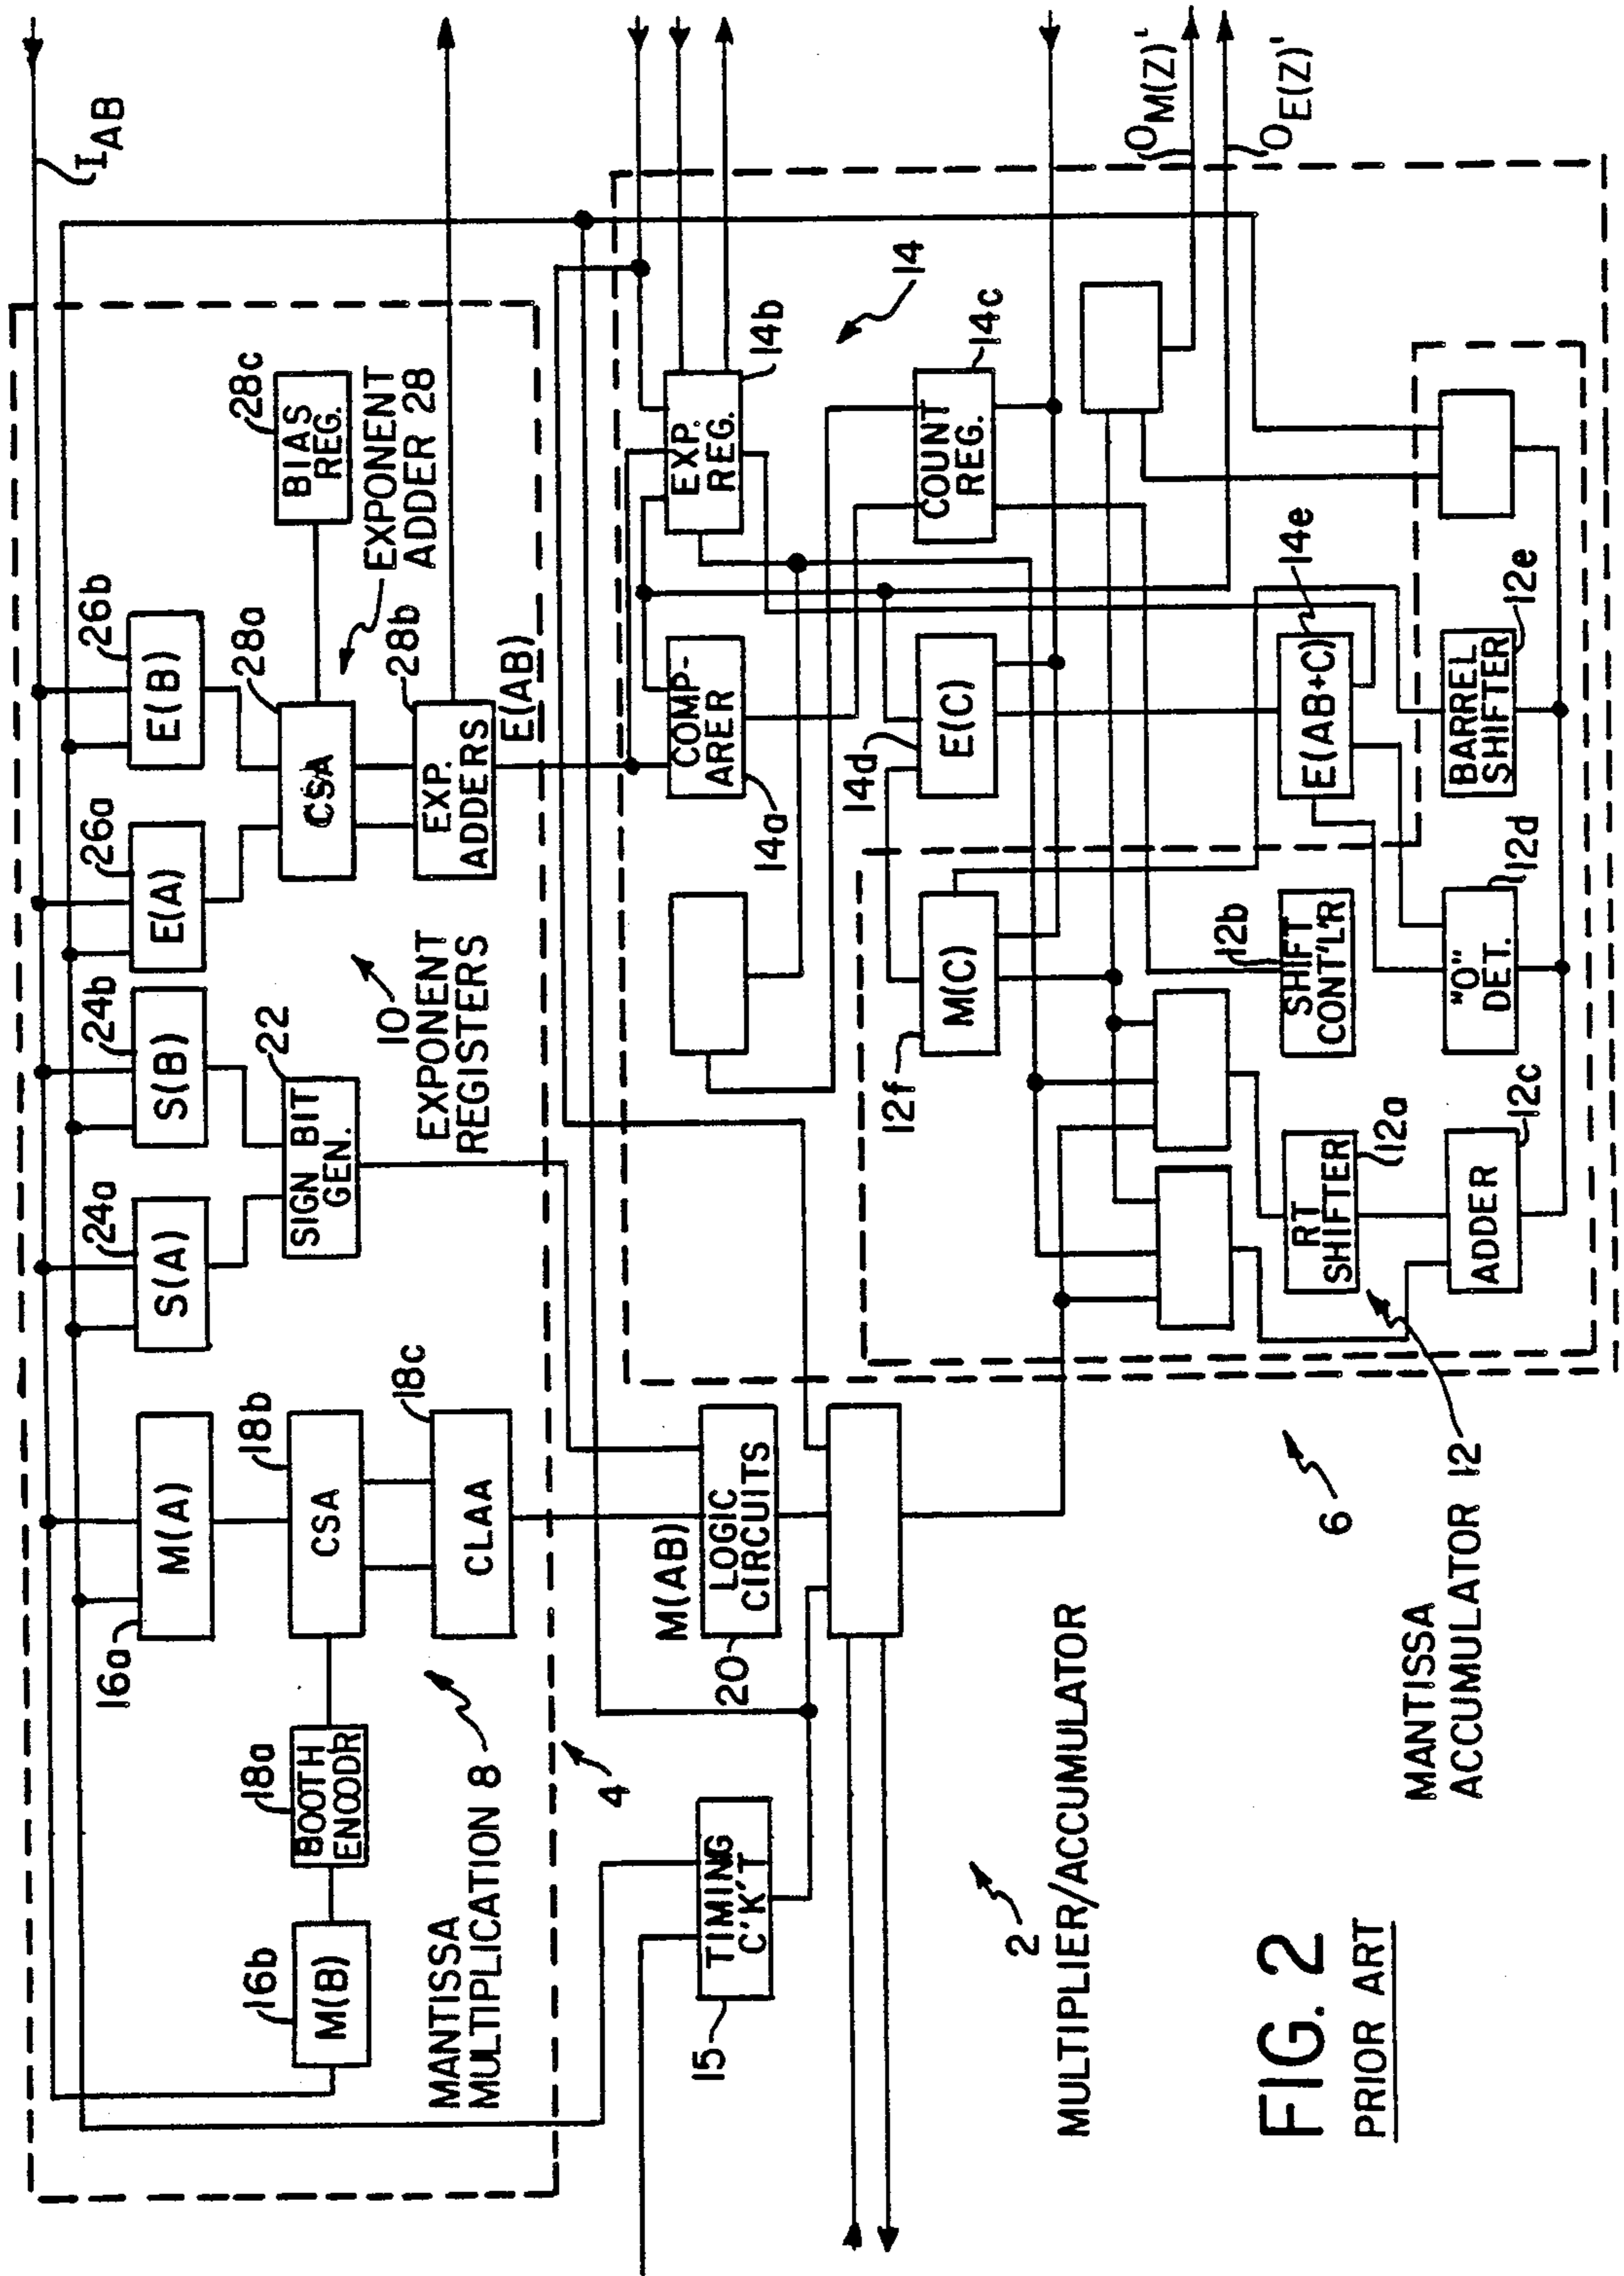 I AB
26b
E(B)
28a
CSA
28c
BIAS
REG.
EXPONENT
ADDER 28
28b
EXP.
ADDERS
E(AB)
26a
E(A)
24b
S(B)
22
SIGN BIT
GEN.
10
EXPONENT
REGISTERS
24a
S(A)
16a
M(A)
18b
CSA
18c
CLAA
18a
BOOTH
ENCODR
16b
M(B)
MANTISSA
MULTIPLICATION 8
4
M(AB)
LOGIC
CIRCUITS
20
TIMING
C'K'T
15
2
MULTIPLIER/ACCUMULATOR
14
EXP.
REG.
14b
COMP-
ARER
14a
COUNT
REG.
14c
E(C)
14d
M(C)
12f
E(AB+C)
14e
SHIFT
CONT'L'R
12b
RT
SHIFTER
12a
BARREL
SHIFTER
12e
"O"
DET.
12d
ADDER
12c
OM(Z)'
OE(Z)'
6
MANTISSA
ACCUMULATOR 12
FIG. 2
PRIOR ART